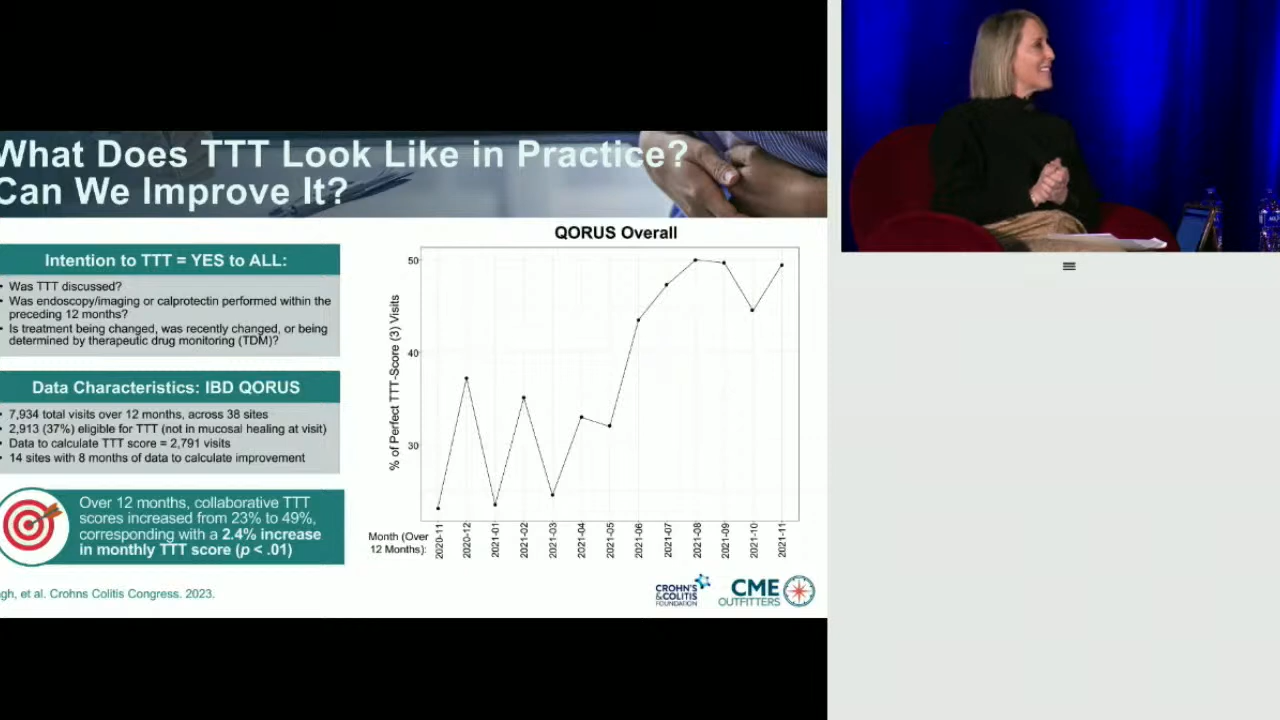 What Does TTT Look Like in Practice?
Can We Improve It?
Intention to TTT = YES to ALL:
• Was TTT discussed?
• Was endoscopy/imaging or calprotectin performed within the
preceding 12 months?
• Is treatment being changed, was recently changed, or being
determined by therapeutic drug monitoring (TDM)?
Data Characteristics: IBD QORUS
• 7,934 total visits over 12 months, across 38 sites
• 2,913 (37%) eligible for TTT (not in mucosal healing at visit)
• Data to calculate TTT score = 2,791 visits
• 14 sites with 8 months of data to calculate improvement
Over 12 months, collaborative TTT
scores increased from 23% to 49%,
corresponding with a 2.4% increase
in monthly TTT score (p < .01)
QORUS Overall
% of Perfect TTT-Score (3) Visits
50
40
30
Month (Over
12 Months):
2020-11
2020-12
2021-01
2021-02
2021-03
2021-04
2021-05
2021-06
2021-07
2021-08
2021-09
2021-10
2021-11
gh, et al. Crohns Colitis Congress. 2023.
CROHN'S
&COLITIS
FOUNDATION
CME
OUTFITTERS